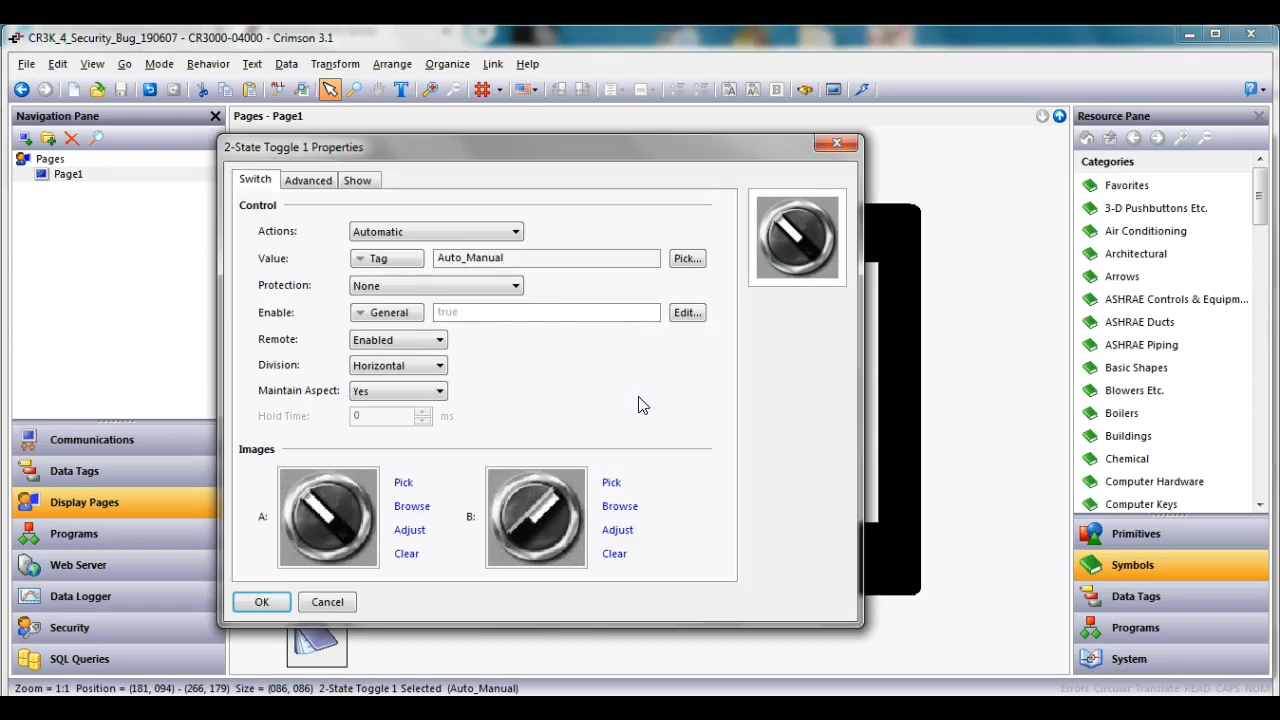 CR3K_4_Security_Bug_190607 - CR3000-04000 - Crimson 3.1
File Edit View Go Mode Behavior Text Data Transform Arrange Organize Link Help
Navigation Pane
Pages - Page1
Resource Pane
Pages
Page1
Communications
Data Tags
Display Pages
Programs
Web Server
Data Logger
Security
SQL Queries
2-State Toggle 1 Properties
Switch Advanced Show
Control
Actions: Automatic
Value: Tag Auto_Manual Pick...
Protection: None
Enable: General true Edit...
Remote: Enabled
Division: Horizontal
Maintain Aspect: Yes
Hold Time: 0 ms
Images
A: Pick
Browse
Adjust
Clear
B: Pick
Browse
Adjust
Clear
OK Cancel
Categories
Favorites
3-D Pushbuttons Etc.
Air Conditioning
Architectural
Arrows
ASHRAE Controls & Equipm...
ASHRAE Ducts
ASHRAE Piping
Basic Shapes
Blowers Etc.
Boilers
Buildings
Chemical
Computer Hardware
Computer Keys
Primitives
Symbols
Data Tags
Programs
System
Zoom = 1:1 Position = (181, 094) - (266, 179) Size = (086, 086) 2-State Toggle 1 Selected (Auto_Manual)
Errors Circular Translate READ CAPS NUM